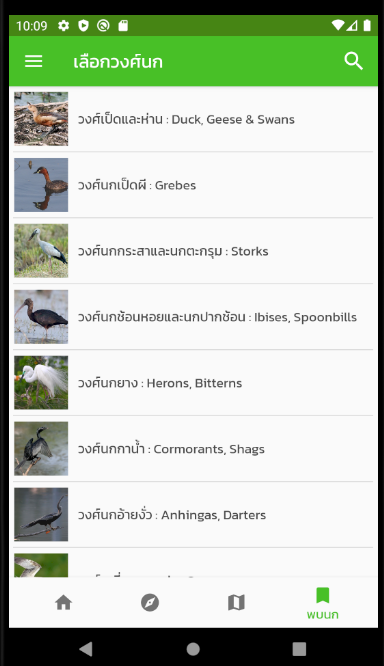 10:09
เลือกวงศ์นก
วงศ์เป็ดและห่าน : Duck, Geese & Swans
วงศ์นกเป็ดผี : Grebes
วงศ์นกกระสาและนกตะกรุม : Storks
วงศ์นกช้อนหอยและนกปากช้อน : Ibises, Spoonbills
วงศ์นกยาง : Herons, Bitterns
วงศ์นกกาน้ำ : Cormorants, Shags
วงศ์นกอ้ายงั่ว : Anhingas, Darters
พบนก